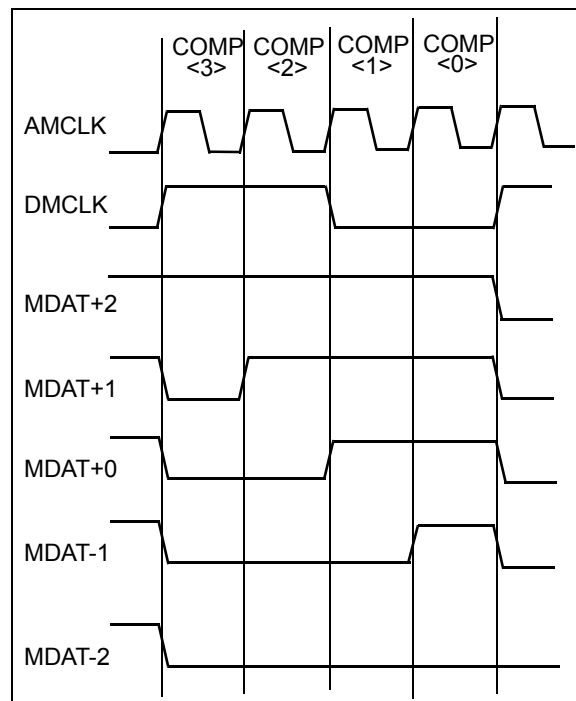 COMP COMP COMP COMP
<3> <2> <1> <0>
AMCLK
DMCLK
MDAT+2
MDAT+1
MDAT+0
MDAT-1
MDAT-2